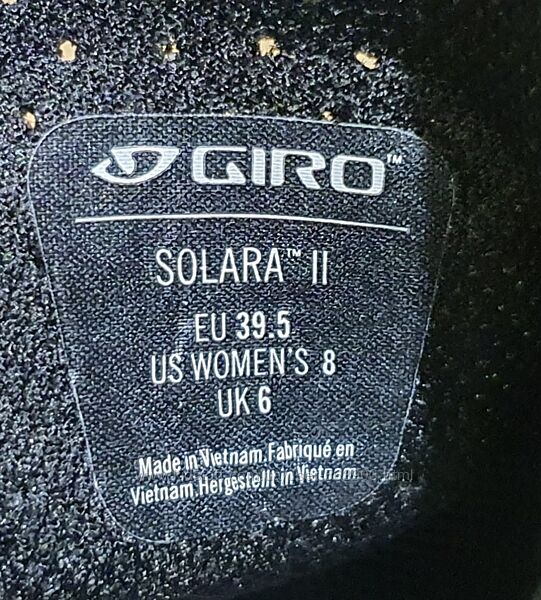 GIRO™
SOLARA™ II
EU 39.5
US WOMEN'S 8
UK 6
Made in Vietnam.Fabriqué en
Vietnam.Hergestellt in Vietnam